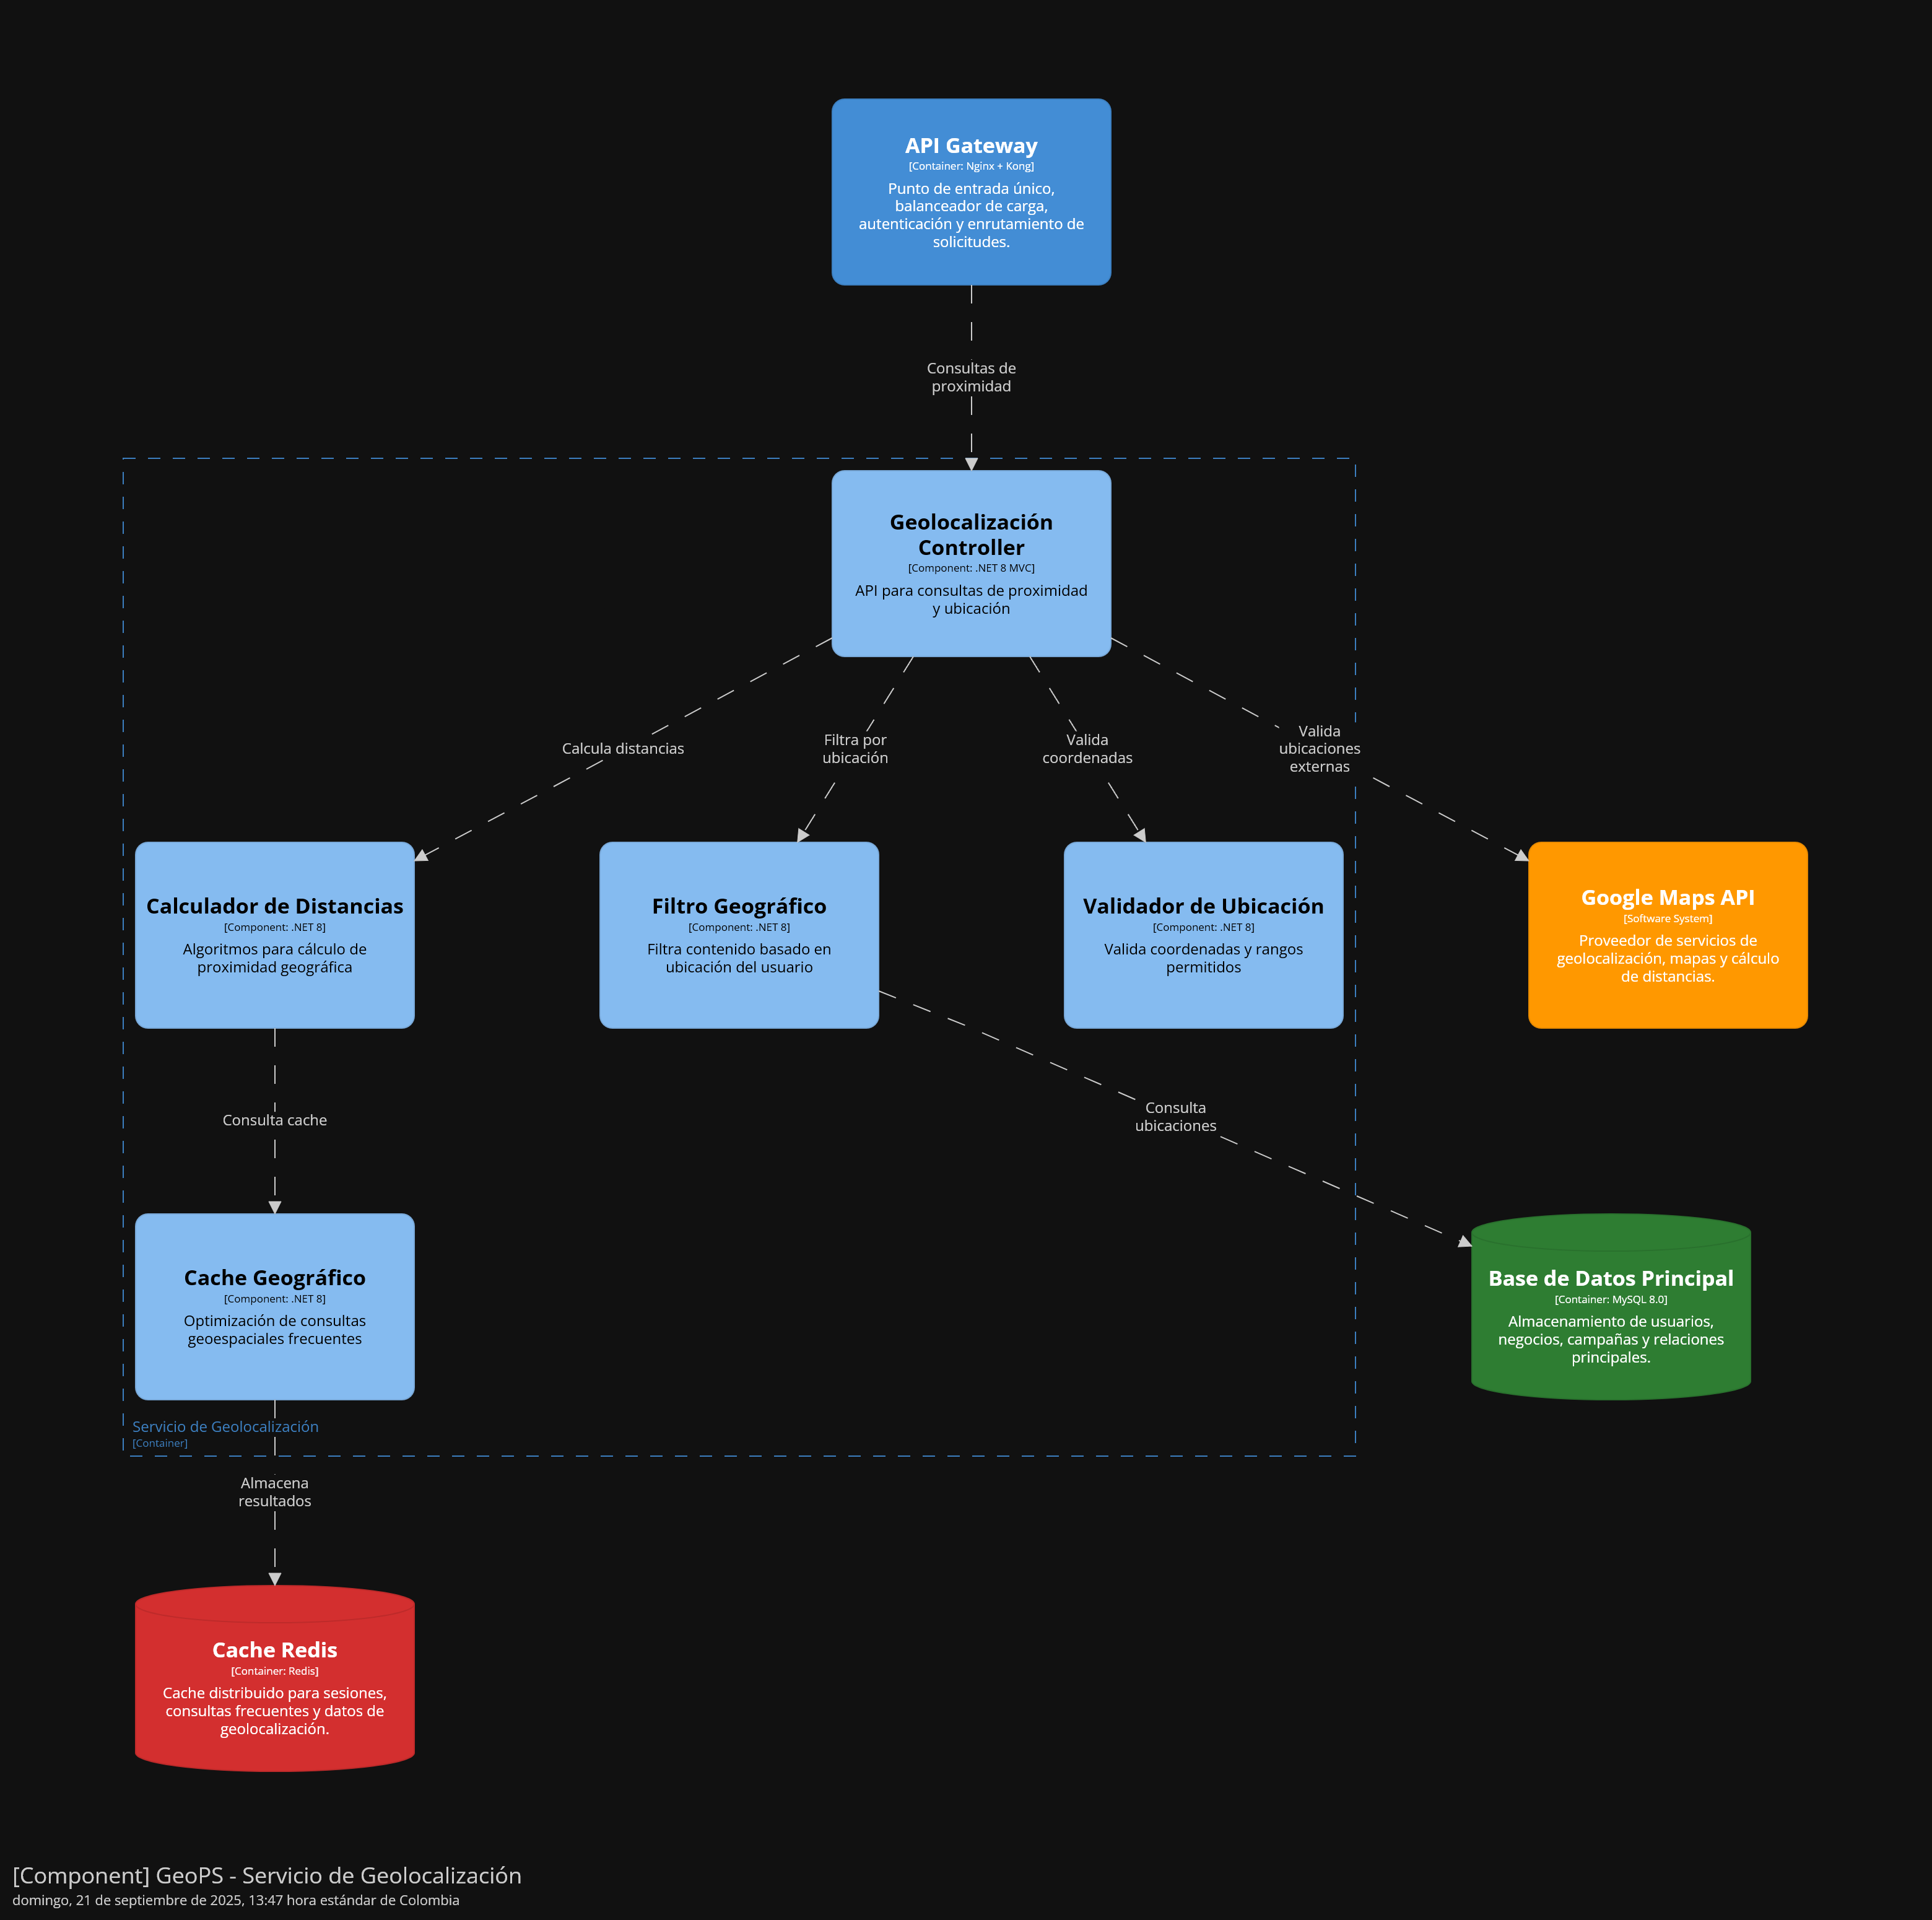 API Gateway
[Container: Nginx + Kong]
Punto de entrada único,
balanceador de carga,
autenticación y enrutamiento de
solicitudes.
Consultas de
proximidad
Geolocalización
Controller
[Component: .NET 8 MVC]
API para consultas de proximidad
y ubicación
Calcula distancias
Filtra por
ubicación
Valida
coordenadas
Valida
ubicaciones
externas
Calculador de Distancias
[Component: .NET 8]
Algoritmos para cálculo de
proximidad geográfica
Filtro Geográfico
[Component: .NET 8]
Filtra contenido basado en
ubicación del usuario
Validador de Ubicación
[Component: .NET 8]
Valida coordenadas y rangos
permitidos
Google Maps API
[Software System]
Proveedor de servicios de
geolocalización, mapas y cálculo
de distancias.
Consulta cache
Consulta
ubicaciones
Cache Geográfico
[Component: .NET 8]
Optimización de consultas
geoespaciales frecuentes
Base de Datos Principal
[Container: MySQL 8.0]
Almacenamiento de usuarios,
negocios, campañas y relaciones
principales.
Servicio de Geolocalización
[Container]
Almacena
resultados
Cache Redis
[Container: Redis]
Cache distribuido para sesiones,
consultas frecuentes y datos de
geolocalización.
[Component] GeoPS - Servicio de Geolocalización
domingo, 21 de septiembre de 2025, 13:47 hora estándar de Colombia